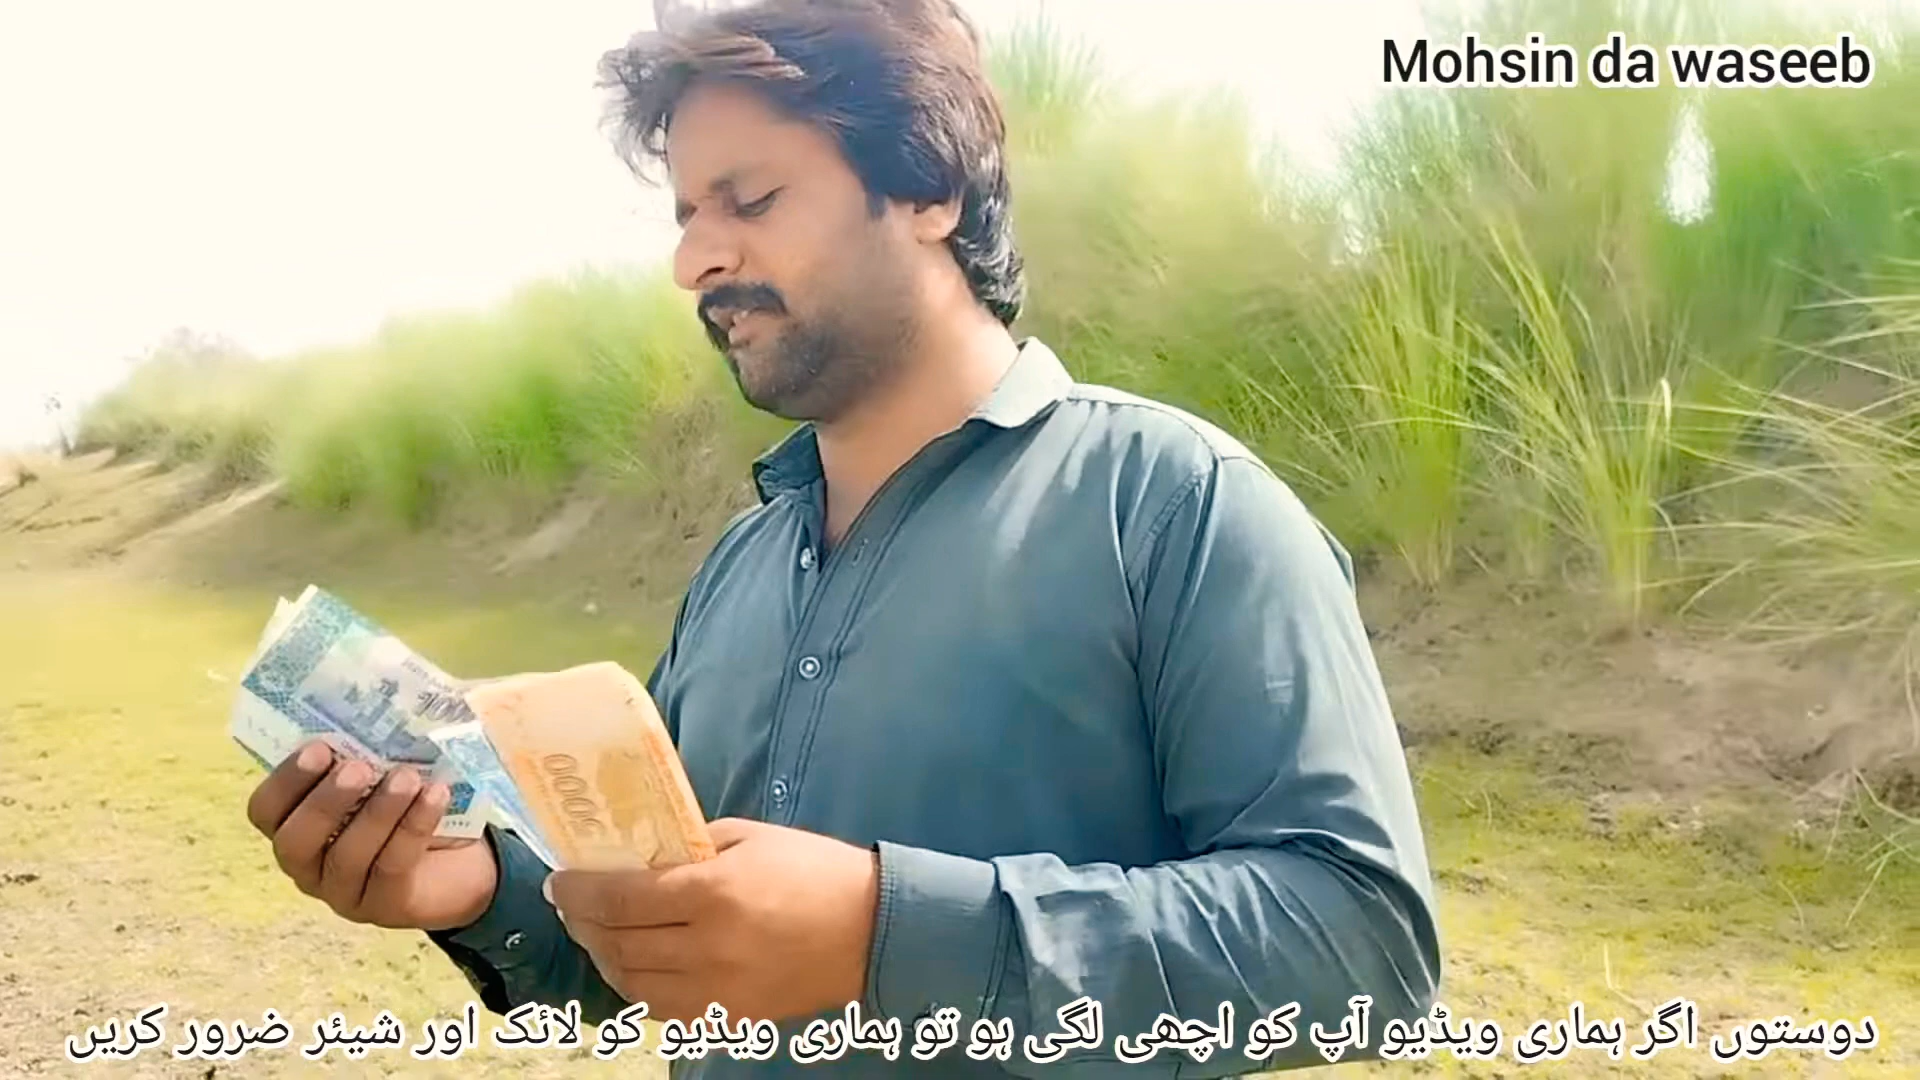 Mohsin da waseeb
5000
دوستوں اگر ہماری ویڈیو آپ کو اچھی لگی ہو تو ہماری ویڈیو کو لائک اور شیئر ضرور کریں